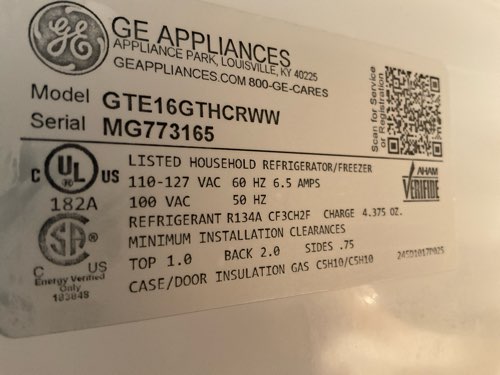 GE APPLIANCES
APPLIANCE PARK, LOUISVILLE, KY 40225
GEAPPLIANCES.COM 800-GE-CARES
Model GTE16GTHCRWW
Serial MG773165
Scan for Service
or Registration
C UL US
182A
LISTED HOUSEHOLD REFRIGERATOR/FREEZER
110-127 VAC 60 HZ 6.5 AMPS
100 VAC 50 HZ
REFRIGERANT R134A CF3CH2F CHARGE 4.375 OZ.
MINIMUM INSTALLATION CLEARANCES
TOP 1.0 BACK 2.0 SIDES .75
CASE/DOOR INSULATION GAS C5H10/C5H10
AHAM
VERIFIDE
C US
Energy Verified
Only